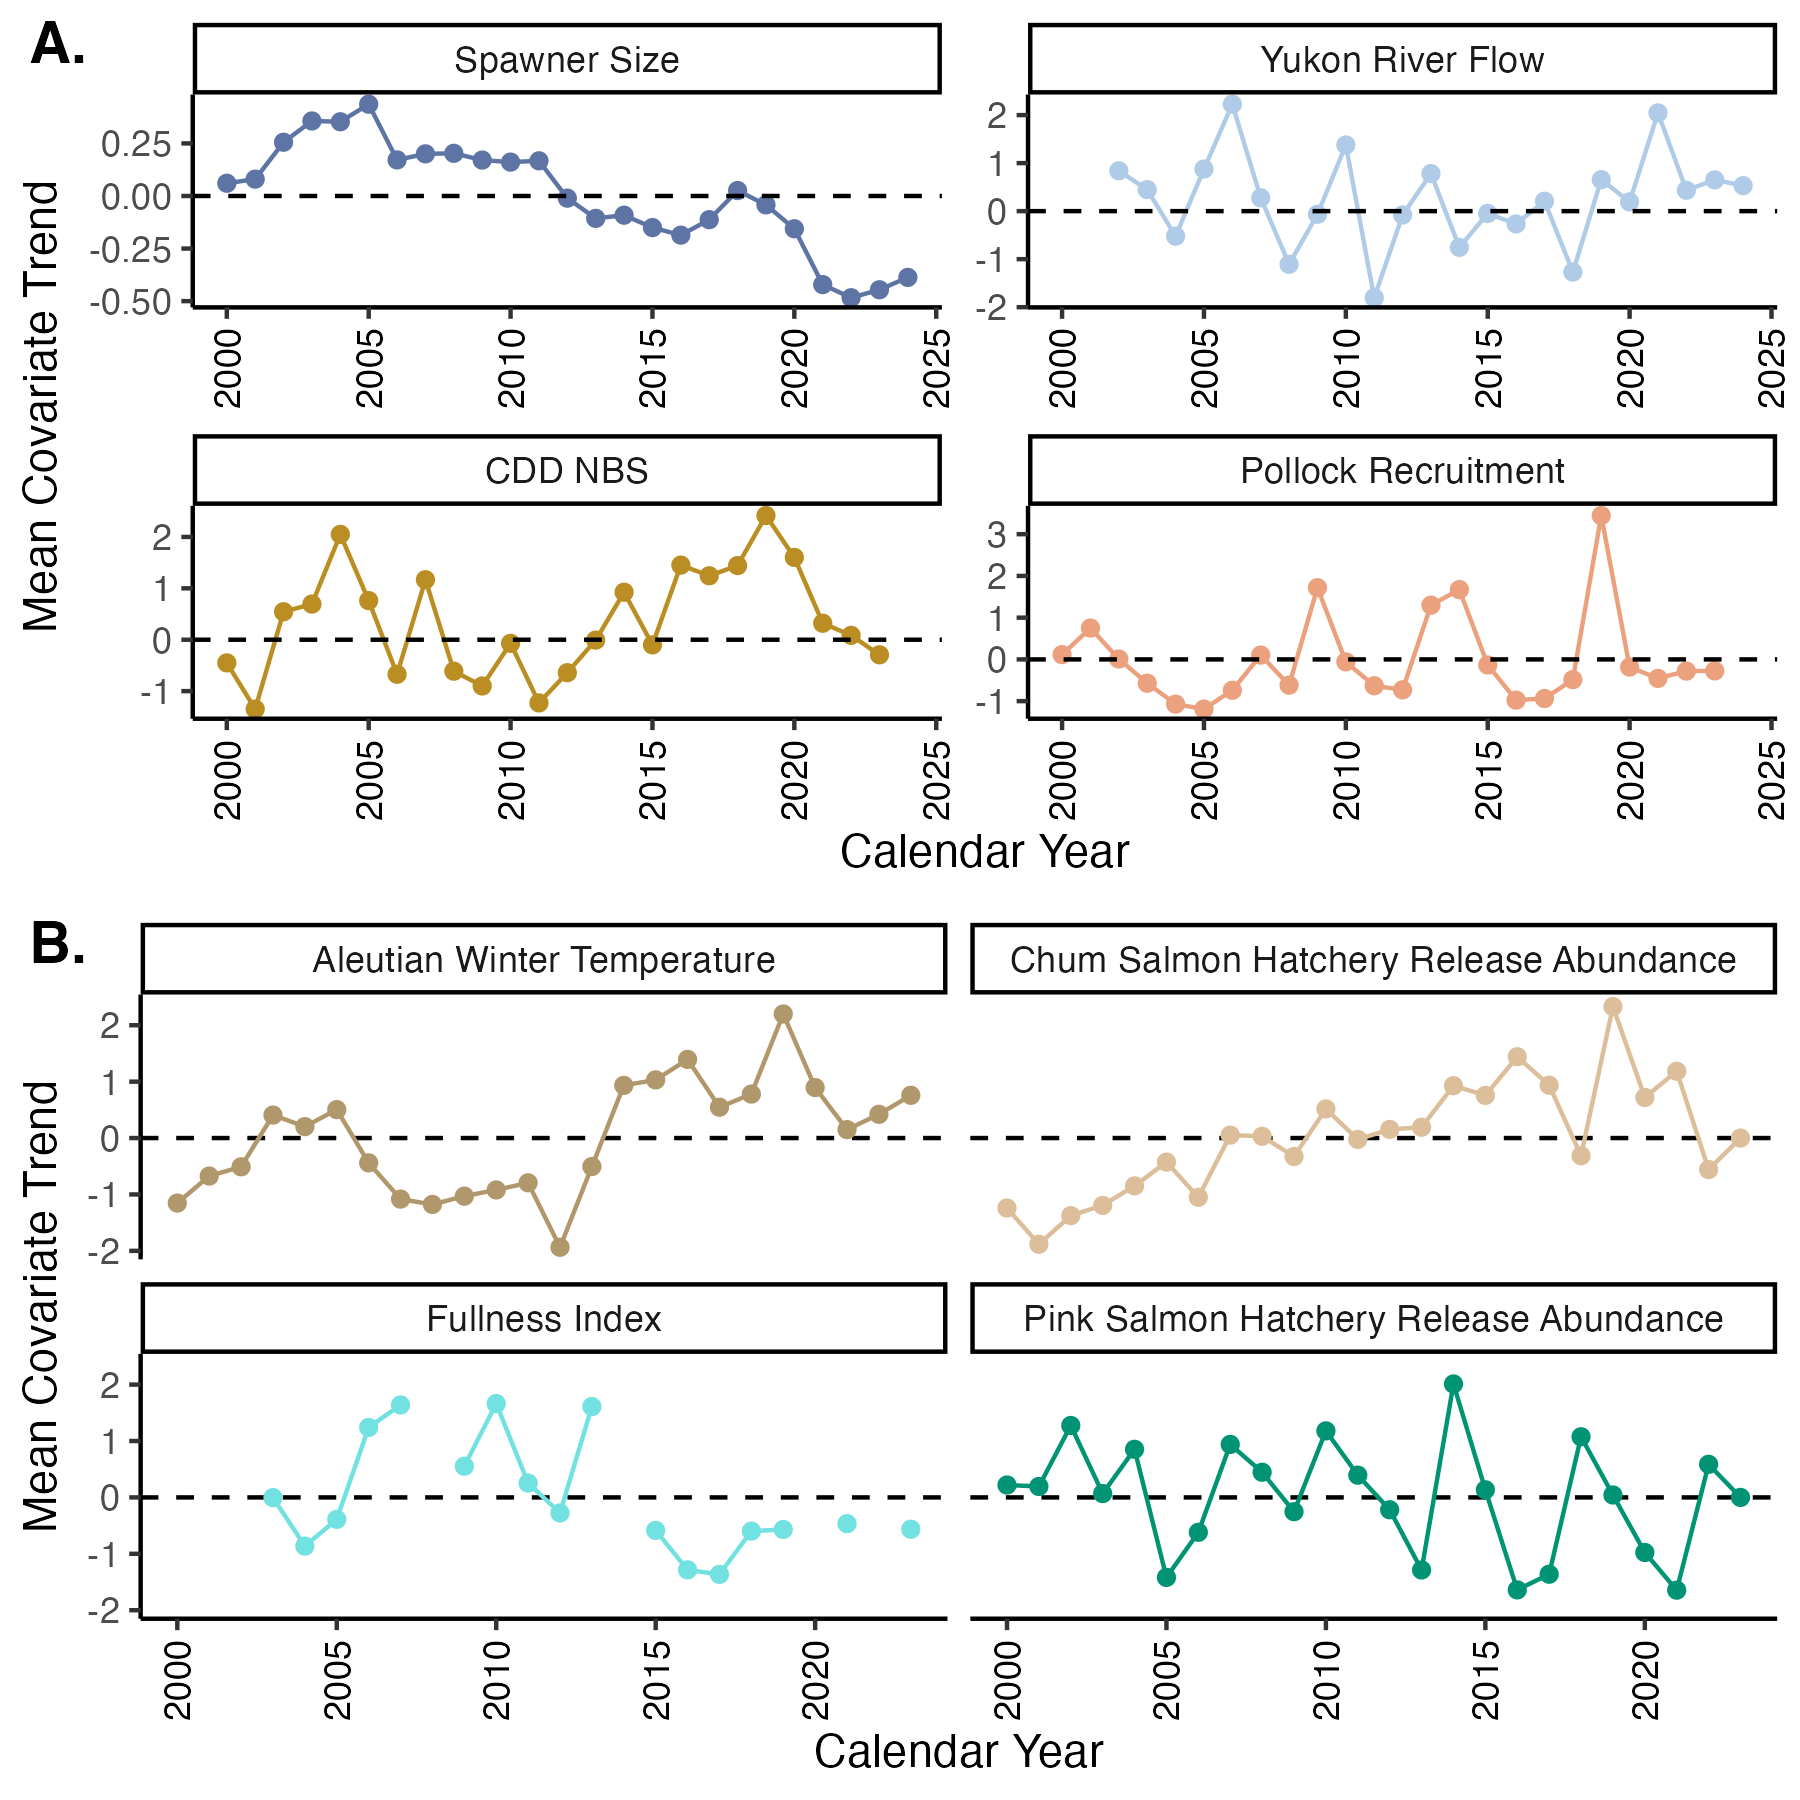 A.
Spawner Size
Yukon River Flow
Mean Covariate Trend
0.25
0.00
-0.25
-0.50
2
1
0
-1
-2
2000 2005 2010 2015 2020 2025
2000 2005 2010 2015 2020 2025
CDD NBS
Pollock Recruitment
2
1
0
-1
3
2
1
0
-1
2000 2005 2010 2015 2020 2025
2000 2005 2010 2015 2020 2025
Calendar Year
B.
Aleutian Winter Temperature
Chum Salmon Hatchery Release Abundance
Mean Covariate Trend
2
1
0
-1
-2
Fullness Index
Pink Salmon Hatchery Release Abundance
2
1
0
-1
-2
2000 2005 2010 2015 2020
2000 2005 2010 2015 2020
Calendar Year